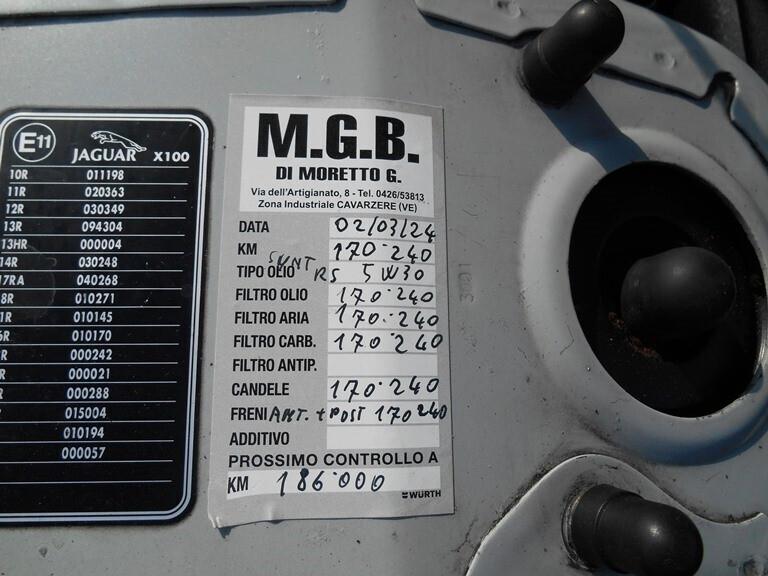 E11 JAGUAR X100
10R 011198
11R 020363
12R 030349
13R 094304
13HR 000004
14R 030248
17RA 040268
8R 010271
1R 010145
6R 010170
R 000242
R 000021
R 000288
015004
010194
000057
M.G.B.
DI MORETTO G.
Via dell'Artigianato, 8 - Tel. 0426/53813
Zona Industriale CAVARZERE (VE)
DATA 02/03/24
KM 170·240
TIPO OLIO SYNT RS 5W30
FILTRO OLIO 170·240
FILTRO ARIA 170·240
FILTRO CARB. 170·240
FILTRO ANTIP.
CANDELE 170·240
FRENI ANT. + POST 170240
ADDITIVO
PROSSIMO CONTROLLO A
KM 186·000
WÜRTH